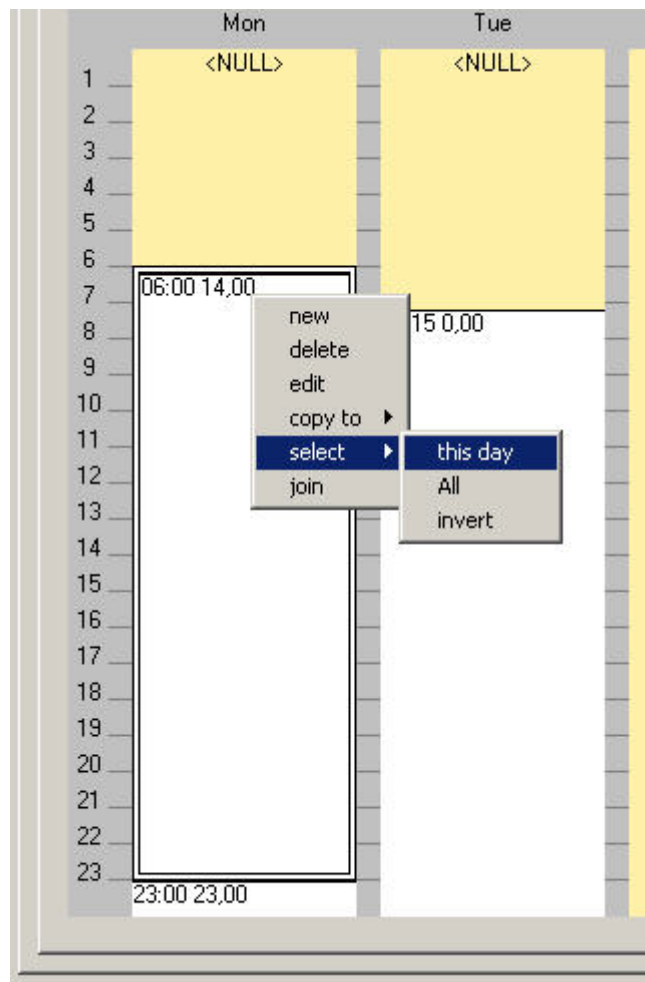 Mon Tue
<NULL> <NULL>
1
2
3
4
5
6
06:00 14,00
7
new
15 0,00
8
delete
9
edit
10
copy to
11
select
this day
12
join
All
13
invert
14
15
16
17
18
19
20
21
22
23
23:00 23,00